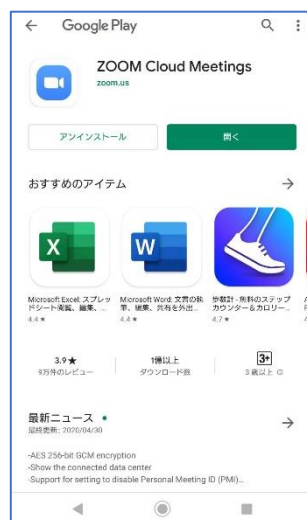 Google Play
ZOOM Cloud Meetings
zoom.us
アンインストール
開く
おすすめのアイテム
Microsoft Excel: スプレッドシート閲覧、編集、...
4.4★
Microsoft Word: 文書の執筆、編集、共有を外出...
4.4★
歩数計 - 無料のステップカウンター＆カロリー...
4.7★
3.9★
9万件のレビュー
1億以上
ダウンロード数
3+
3 歳以上
最新ニュース
最終更新: 2020/04/30
-AES 256-bit GCM encryption
-Show the connected data center
-Support for setting to disable Personal Meeting ID (PMI)...